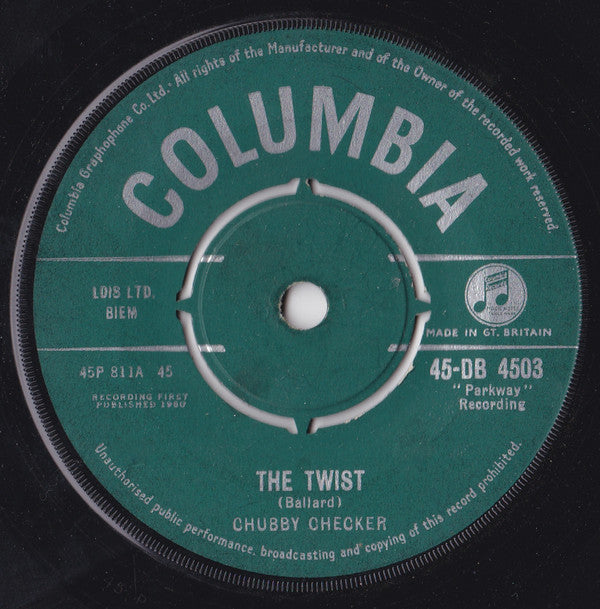 Columbia Graphophone Co. Ltd. · All rights of the Manufacturer and of the Owner of the recorded work reserved.
COLUMBIA
LOIS LTD.
BIEM
MADE IN GT. BRITAIN
45P 811A 45
45-DB 4503
RECORDING FIRST
PUBLISHED 1960
"Parkway"
Recording
THE TWIST
(Ballard)
CHUBBY CHECKER
Unauthorised public performance, broadcasting and copying of this record prohibited.